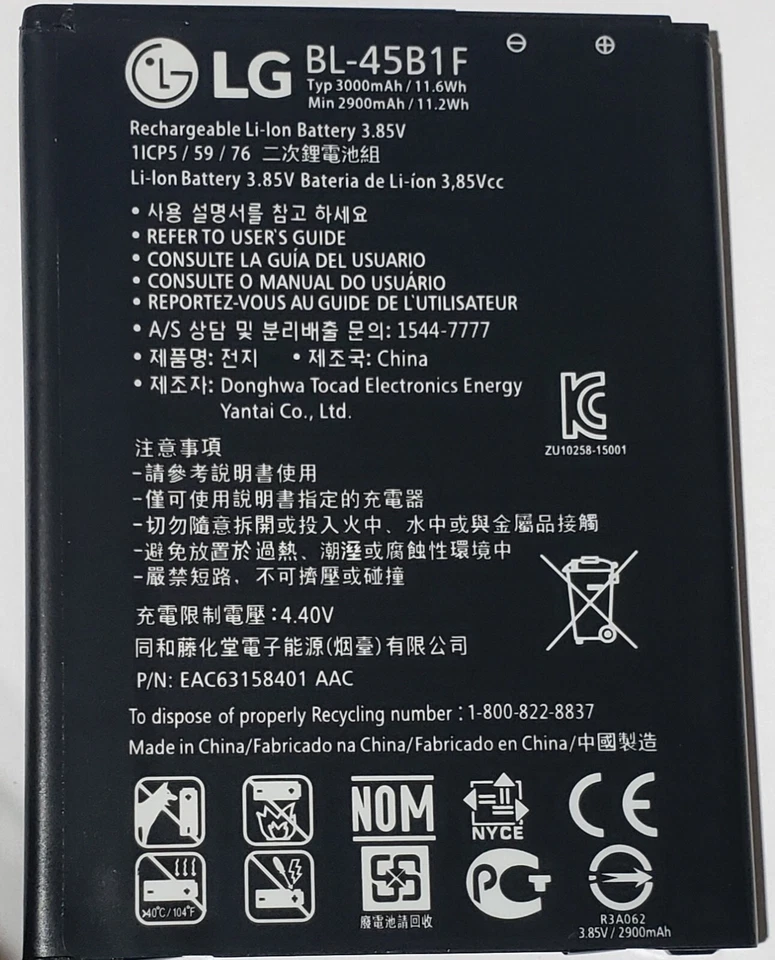 LG BL-45B1F
Typ 3000mAh / 11.6Wh
Min 2900mAh / 11.2Wh
Rechargeable Li-Ion Battery 3.85V
1ICP5 / 59 / 76 二次鋰電池組
Li-Ion Battery 3.85V Bateria de Li-íon 3,85Vcc
• 사용 설명서를 참고 하세요
• REFER TO USER'S GUIDE
• CONSULTE LA GUÍA DEL USUARIO
• CONSULTE O MANUAL DO USUÁRIO
• REPORTEZ-VOUS AU GUIDE DE L'UTILISATEUR
• A/S 상담 및 분리배출 문의: 1544-7777
• 제품명: 전지 • 제조국: China
• 제조자: Donghwa Tocad Electronics Energy
Yantai Co., Ltd.
ZU10258-15001
注意事項
-請參考說明書使用
-僅可使用說明書指定的充電器
-切勿隨意拆開或投入火中、水中或與金屬品接觸
-避免放置於過熱、潮溼或腐蝕性環境中
-嚴禁短路，不可擠壓或碰撞
充電限制電壓:4.40V
同和藤化堂電子能源(烟臺)有限公司
P/N: EAC63158401 AAC
To dispose of properly Recycling number : 1-800-822-8837
Made in China/Fabricado na China/Fabricado en China/中國製造
NOM
NYCE
CE
>40°C/104°F
廢電池請回收
R3A062
3.85V / 2900mAh